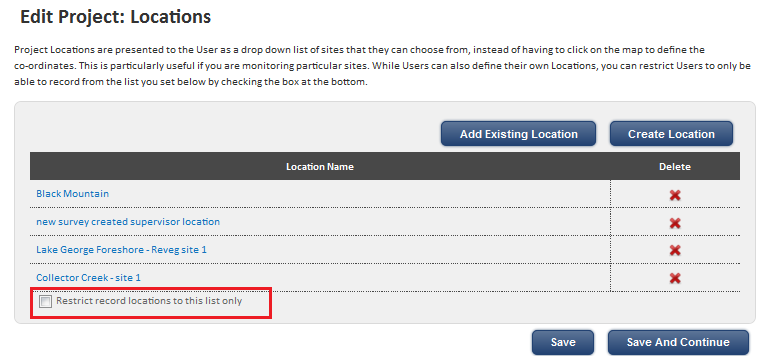 Edit Project: Locations
Project Locations are presented to the User as a drop down list of sites that they can choose from, instead of having to click on the map to define the
co-ordinates. This is particularly useful if you are monitoring particular sites. While Users can also define their own Locations, you can restrict Users to only be
able to record from the list you set below by checking the box at the bottom.
Add Existing Location Create Location
Location Name Delete
Black Mountain
new survey created supervisor location
Lake George Foreshore - Reveg site 1
Collector Creek - site 1
Restrict record locations to this list only
Save Save And Continue